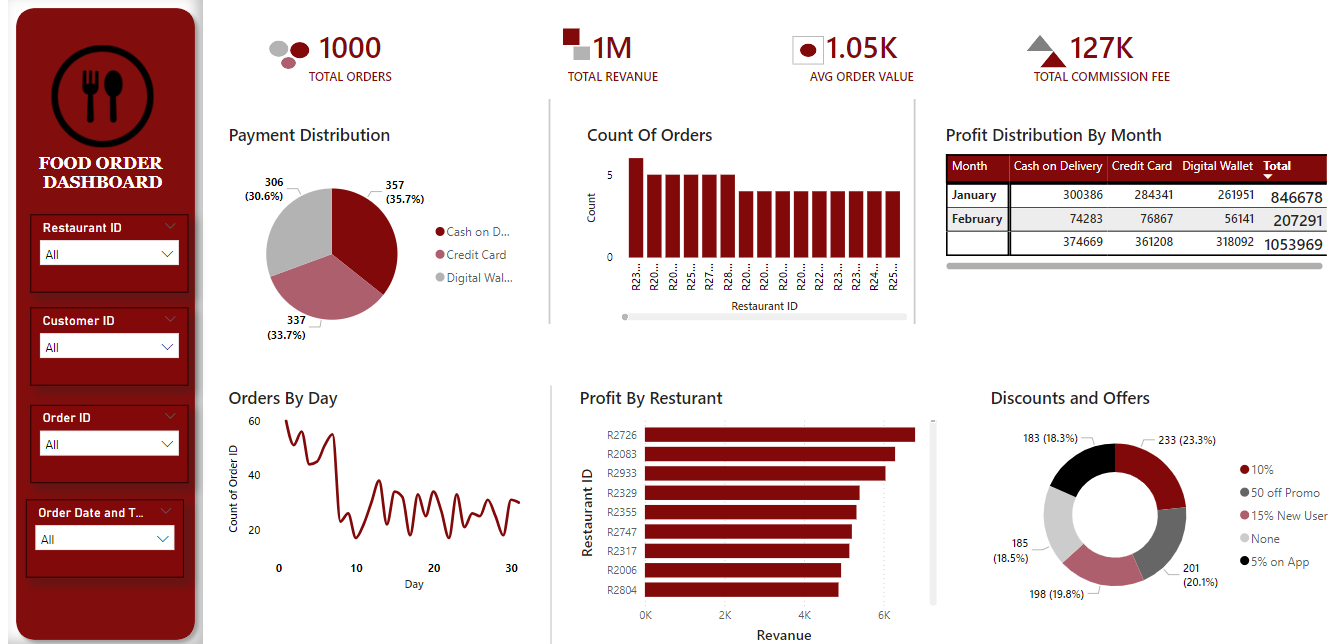 FOOD ORDER
DASHBOARD
Restaurant ID
All
Customer ID
All
Order ID
All
Order Date and T...
All
1000
TOTAL ORDERS
1M
TOTAL REVANUE
1.05K
AVG ORDER VALUE
127K
TOTAL COMMISSION FEE
Payment Distribution
306
(30.6%)
357
(35.7%)
337
(33.7%)
Cash on D...
Credit Card
Digital Wal...
Count Of Orders
Count
5
0
R23...
R20...
R20...
R25...
R27...
R28...
R20...
R20...
R20...
R20...
R22...
R23...
R23...
R24...
R25...
Restaurant ID
Profit Distribution By Month
Month Cash on Delivery Credit Card Digital Wallet Total
January 300386 284341 261951 846678
February 74283 76867 56141 207291
374669 361208 318092 1053969
Orders By Day
Count of Order ID
60
40
20
0 10 20 30
Day
Profit By Resturant
Restaurant ID
R2726
R2083
R2933
R2329
R2355
R2747
R2317
R2006
R2804
0K 2K 4K 6K
Revanue
Discounts and Offers
183 (18.3%)
233 (23.3%)
185
(18.5%)
201
(20.1%)
198 (19.8%)
10%
50 off Promo
15% New User
None
5% on App